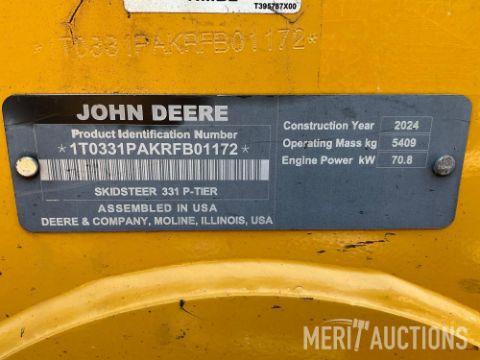 T395787X00
*1T0331PAKRFB01172*
JOHN DEERE
Product Identification Number
*1T0331PAKRFB01172*
SKIDSTEER 331 P-TIER
ASSEMBLED IN USA
DEERE & COMPANY, MOLINE, ILLINOIS, USA
Construction Year 2024
Operating Mass kg 5409
Engine Power kW 70.8
MERIT AUCTIONS